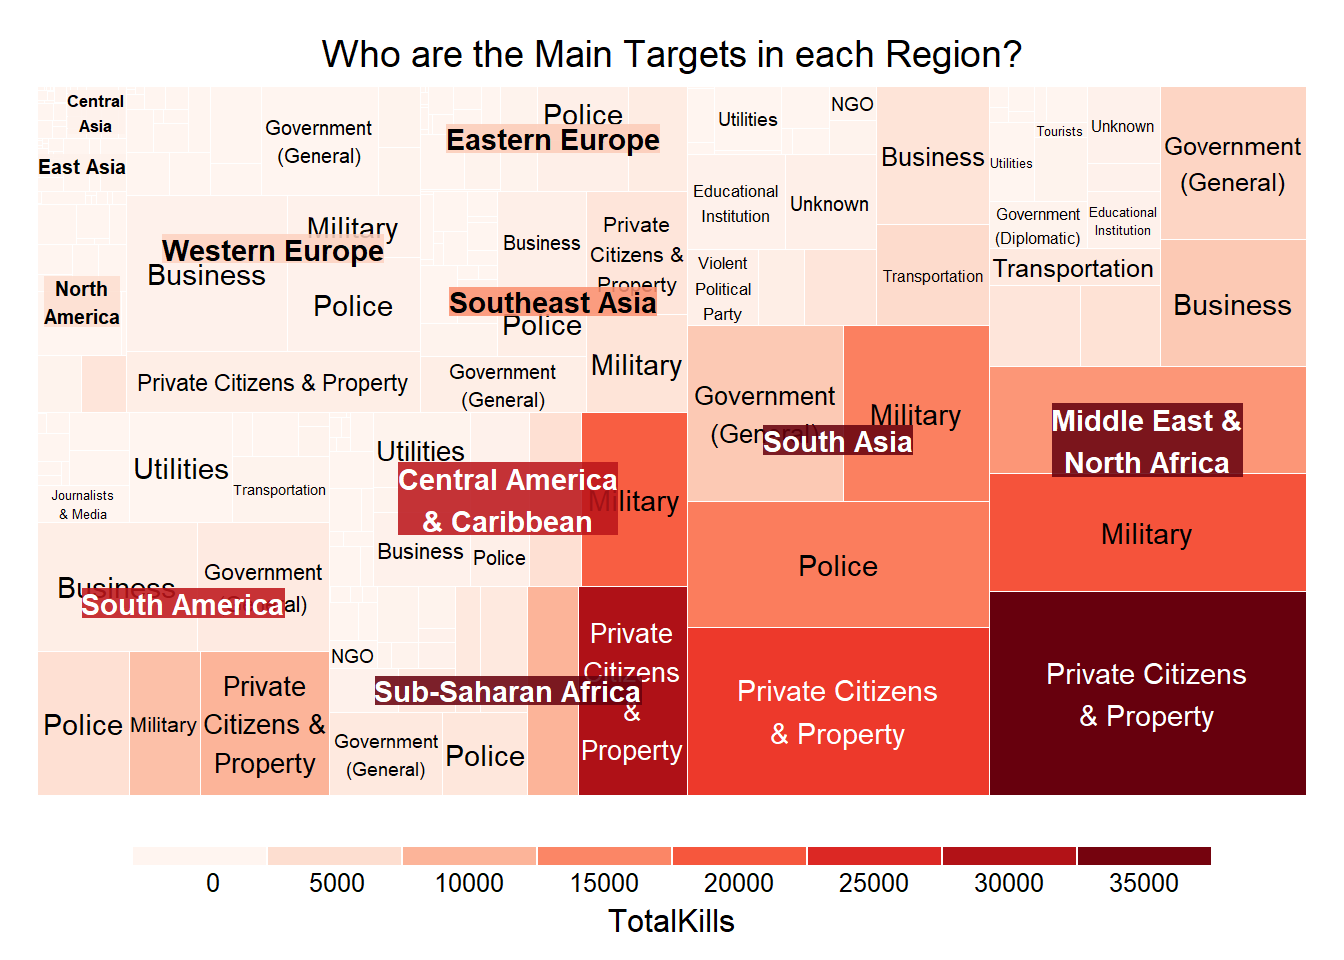 Who are the Main Targets in each Region?
Central
Asia
East Asia
North
America
Government
(General)
Military
Western Europe
Business
Police
Private Citizens & Property
Police
Eastern Europe
Business
Private
Citizens &
Property
Southeast Asia
Police
Military
Government
(General)
Utilities
NGO
Business
Educational
Institution
Unknown
Violent
Political
Party
Transportation
Government
(General)
Military
South Asia
Police
Private Citizens
& Property
Tourists
Unknown
Utilities
Government
(Diplomatic)
Educational
Institution
Transportation
Government
(General)
Business
Middle East &
North Africa
Military
Private Citizens
& Property
Utilities
Journalists
& Media
Transportation
Business
Government
(General)
South America
Police
Military
Private
Citizens &
Property
Utilities
Central America
& Caribbean
Military
Business
Police
NGO
Sub-Saharan Africa
Private
Citizens
&
Property
Government
(General)
Police
0 5000 10000 15000 20000 25000 30000 35000
TotalKills